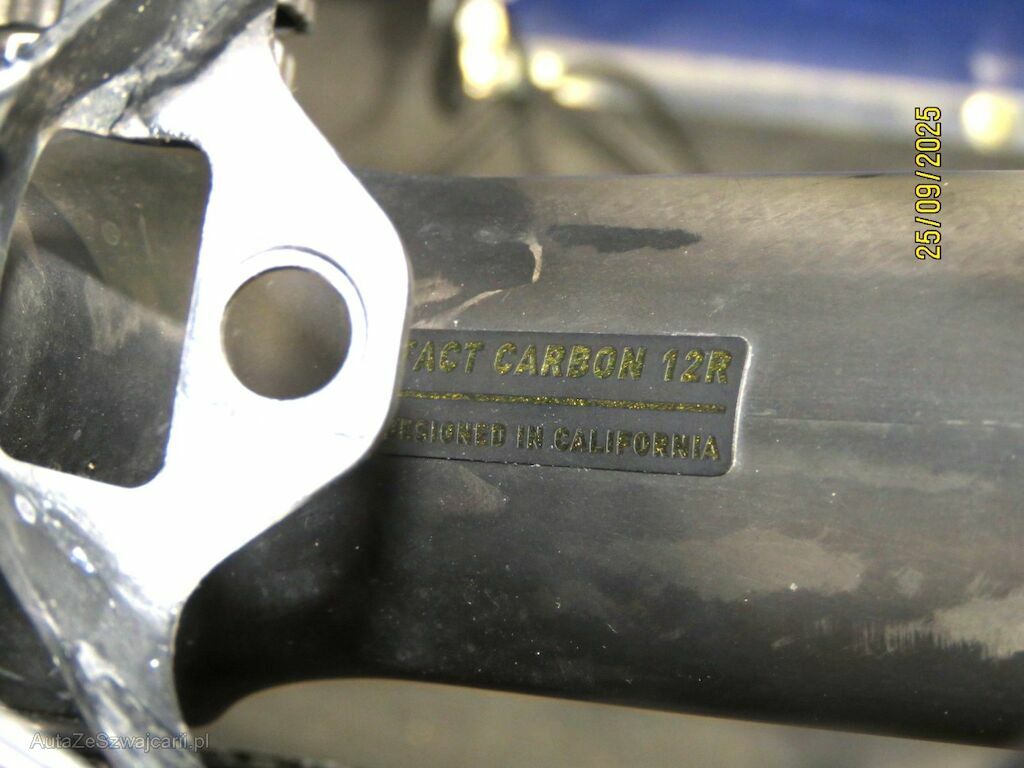 25/09/2025
FACT CARBON 12R
DESIGNED IN CALIFORNIA
AutaZeSzwajcarii.pl